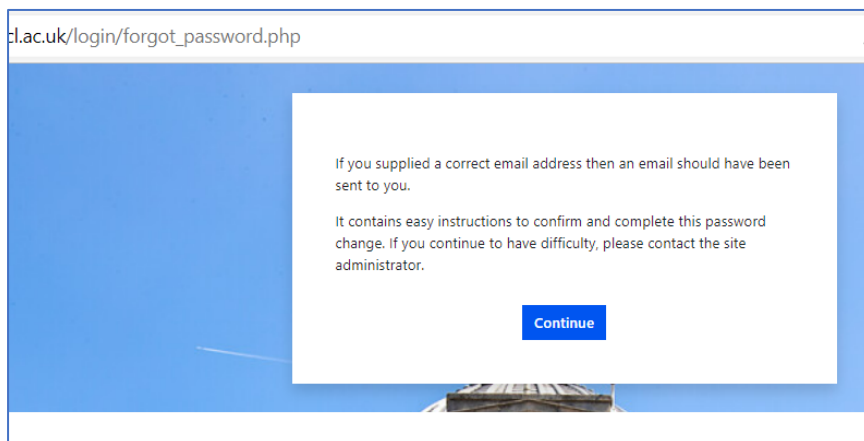 cl.ac.uk/login/forgot_password.php
If you supplied a correct email address then an email should have been
sent to you.
It contains easy instructions to confirm and complete this password
change. If you continue to have difficulty, please contact the site
administrator.
Continue